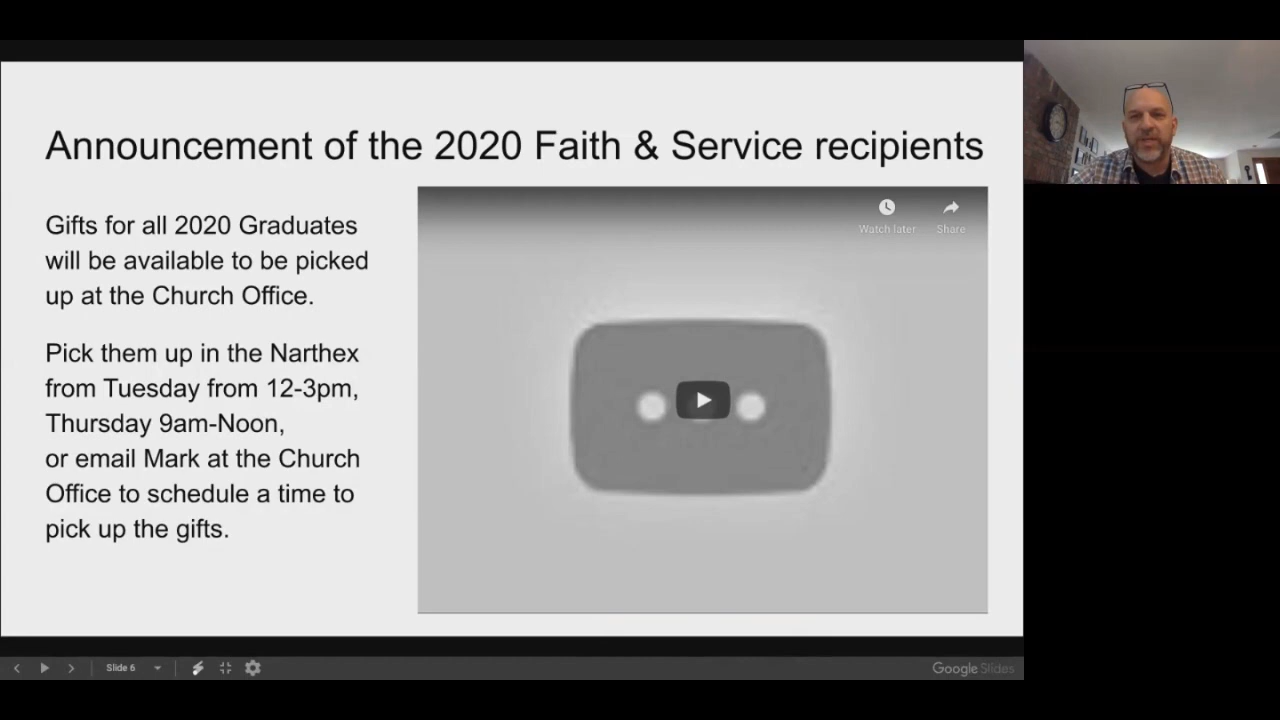 Announcement of the 2020 Faith & Service recipients
Gifts for all 2020 Graduates
will be available to be picked
up at the Church Office.
Pick them up in the Narthex
from Tuesday from 12-3pm,
Thursday 9am-Noon,
or email Mark at the Church
Office to schedule a time to
pick up the gifts.
Watch later
Share
Slide 6
Google Slides